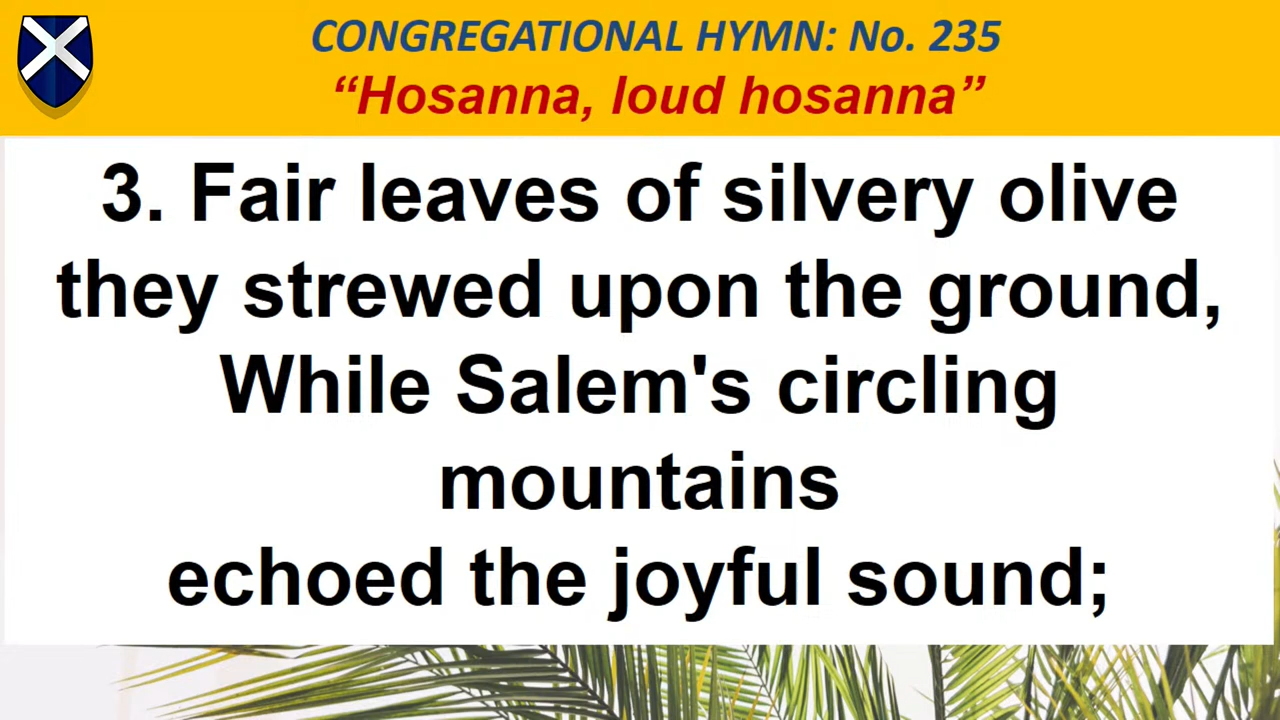 CONGREGATIONAL HYMN: No. 235
“Hosanna, loud hosanna”
3. Fair leaves of silvery olive
they strewed upon the ground,
While Salem's circling
mountains
echoed the joyful sound;